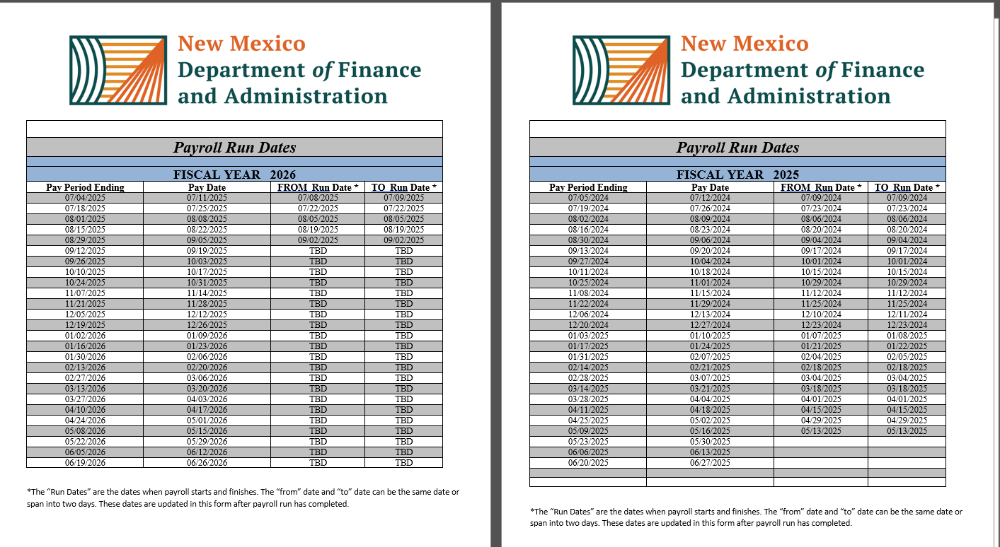 New Mexico
Department of Finance
and Administration
Payroll Run Dates
FISCAL YEAR 2026
Pay Period Ending Pay Date FROM Run Date * TO Run Date *
07/04/2025 07/11/2025 07/08/2025 07/09/2025
07/18/2025 07/25/2025 07/22/2025 07/22/2025
08/01/2025 08/08/2025 08/05/2025 08/05/2025
08/15/2025 08/22/2025 08/19/2025 08/19/2025
08/29/2025 09/05/2025 09/02/2025 09/02/2025
09/12/2025 09/19/2025 TBD TBD
09/26/2025 10/03/2025 TBD TBD
10/10/2025 10/17/2025 TBD TBD
10/24/2025 10/31/2025 TBD TBD
11/07/2025 11/14/2025 TBD TBD
11/21/2025 11/28/2025 TBD TBD
12/05/2025 12/12/2025 TBD TBD
12/19/2025 12/26/2025 TBD TBD
01/02/2026 01/09/2026 TBD TBD
01/16/2026 01/23/2026 TBD TBD
01/30/2026 02/06/2026 TBD TBD
02/13/2026 02/20/2026 TBD TBD
02/27/2026 03/06/2026 TBD TBD
03/13/2026 03/20/2026 TBD TBD
03/27/2026 04/03/2026 TBD TBD
04/10/2026 04/17/2026 TBD TBD
04/24/2026 05/01/2026 TBD TBD
05/08/2026 05/15/2026 TBD TBD
05/22/2026 05/29/2026 TBD TBD
06/05/2026 06/12/2026 TBD TBD
06/19/2026 06/26/2026 TBD TBD
*The “Run Dates” are the dates when payroll starts and finishes. The “from” date and “to” date can be the same date or
span into two days. These dates are updated in this form after payroll run has completed.
New Mexico
Department of Finance
and Administration
Payroll Run Dates
FISCAL YEAR 2025
Pay Period Ending Pay Date FROM Run Date * TO Run Date *
07/05/2024 07/12/2024 07/09/2024 07/09/2024
07/19/2024 07/26/2024 07/23/2024 07/23/2024
08/02/2024 08/09/2024 08/06/2024 08/06/2024
08/16/2024 08/23/2024 08/20/2024 08/20/2024
08/30/2024 09/06/2024 09/04/2024 09/04/2024
09/13/2024 09/20/2024 09/17/2024 09/17/2024
09/27/2024 10/04/2024 10/01/2024 10/01/2024
10/11/2024 10/18/2024 10/15/2024 10/15/2024
10/25/2024 11/01/2024 10/29/2024 10/29/2024
11/08/2024 11/15/2024 11/12/2024 11/12/2024
11/22/2024 11/29/2024 11/25/2024 11/25/2024
12/06/2024 12/13/2024 12/10/2024 12/11/2024
12/20/2024 12/27/2024 12/23/2024 12/23/2024
01/03/2025 01/10/2025 01/07/2025 01/08/2025
01/17/2025 01/24/2025 01/21/2025 01/22/2025
01/31/2025 02/07/2025 02/04/2025 02/05/2025
02/14/2025 02/21/2025 02/18/2025 02/18/2025
02/28/2025 03/07/2025 03/04/2025 03/04/2025
03/14/2025 03/21/2025 03/18/2025 03/18/2025
03/28/2025 04/04/2025 04/01/2025 04/01/2025
04/11/2025 04/18/2025 04/15/2025 04/15/2025
04/25/2025 05/02/2025 04/29/2025 04/29/2025
05/09/2025 05/16/2025 05/13/2025 05/13/2025
05/23/2025 05/30/2025
06/06/2025 06/13/2025
06/20/2025 06/27/2025
*The “Run Dates” are the dates when payroll starts and finishes. The “from” date and “to” date can be the same date or
span into two days. These dates are updated in this form after payroll run has completed.